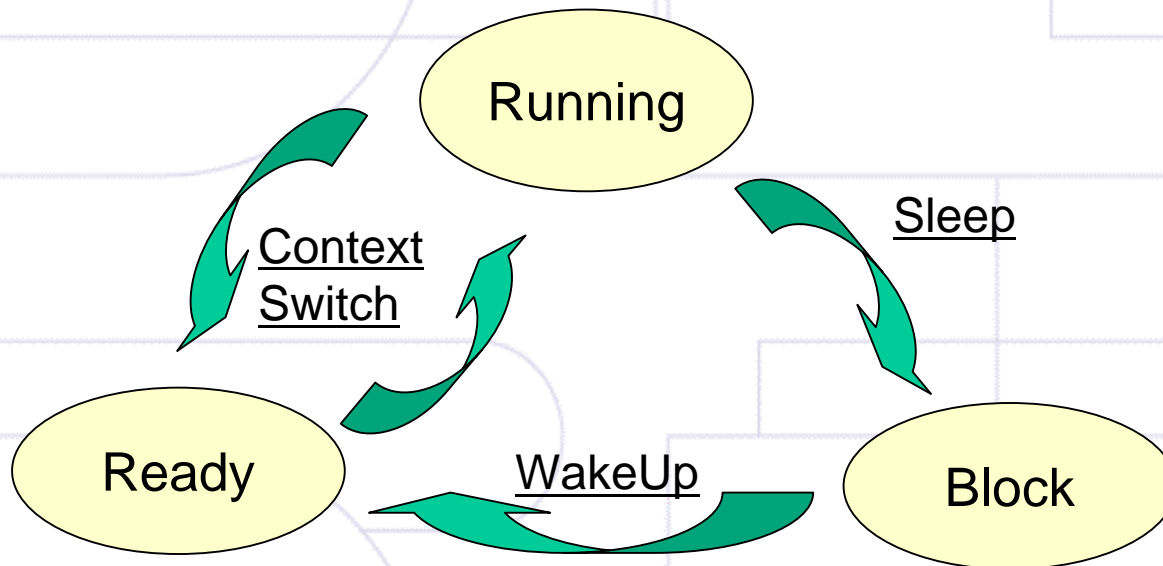 Running
Sleep
Context
Switch
Ready
WakeUp
Block